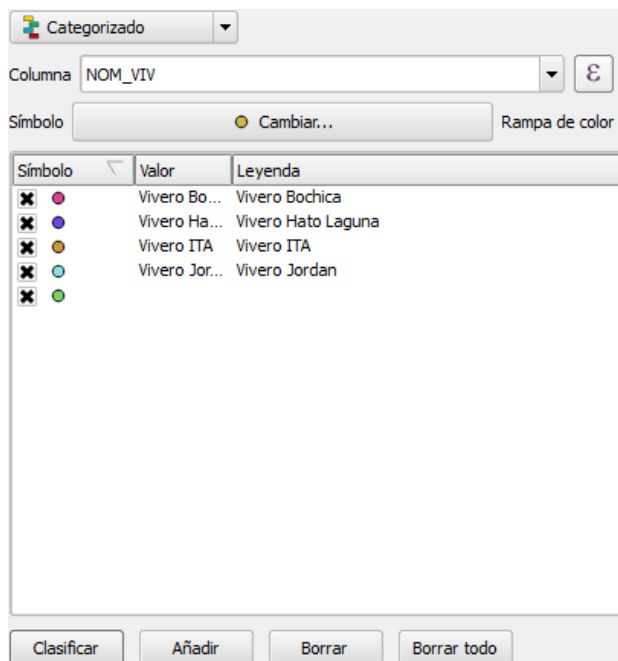 Categorizado
Columna NOM_VIV ε
Símbolo Cambiar... Rampa de color
Símbolo Valor Leyenda
Vivero Bo... Vivero Bochica
Vivero Ha... Vivero Hato Laguna
Vivero ITA Vivero ITA
Vivero Jor... Vivero Jordan
Clasificar Añadir Borrar Borrar todo